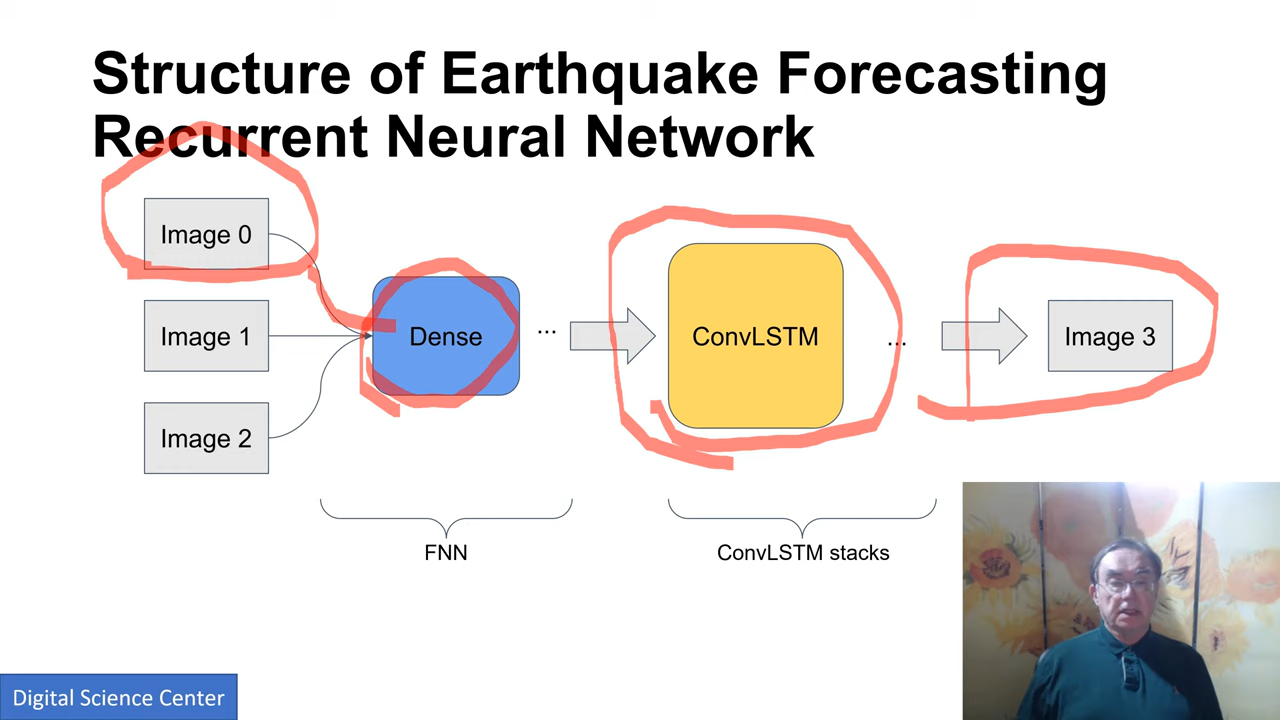 Structure of Earthquake Forecasting
Recurrent Neural Network
Image 0
Image 1
Image 2
Dense
...
ConvLSTM
...
Image 3
FNN
ConvLSTM stacks
Digital Science Center